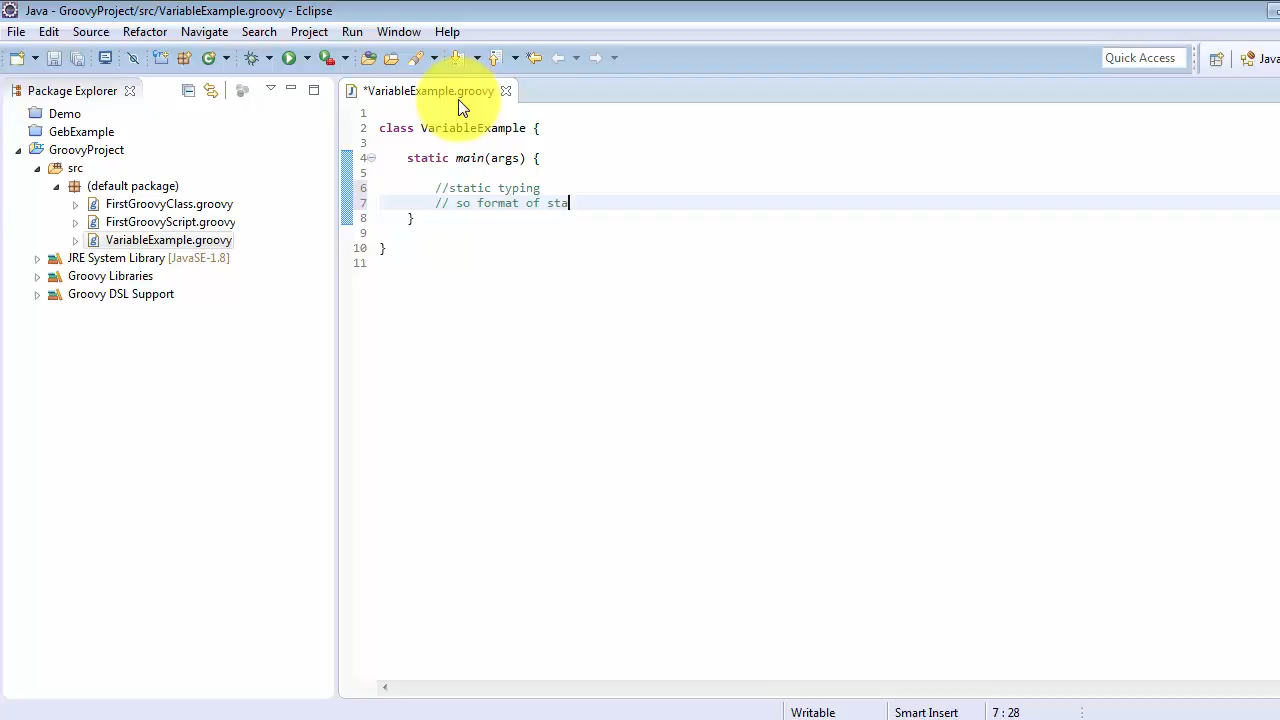 Java - GroovyProject/src/VariableExample.groovy - Eclipse
File Edit Source Refactor Navigate Search Project Run Window Help
Quick Access
Java
Package Explorer
*VariableExample.groovy
Demo
GebExample
GroovyProject
src
(default package)
FirstGroovyClass.groovy
FirstGroovyScript.groovy
VariableExample.groovy
JRE System Library [JavaSE-1.8]
Groovy Libraries
Groovy DSL Support
1
2 class VariableExample {
3
4 static main(args) {
5
6 //static typing
7 // so format of sta
8 }
9
10 }
11
Writable Smart Insert 7 : 28